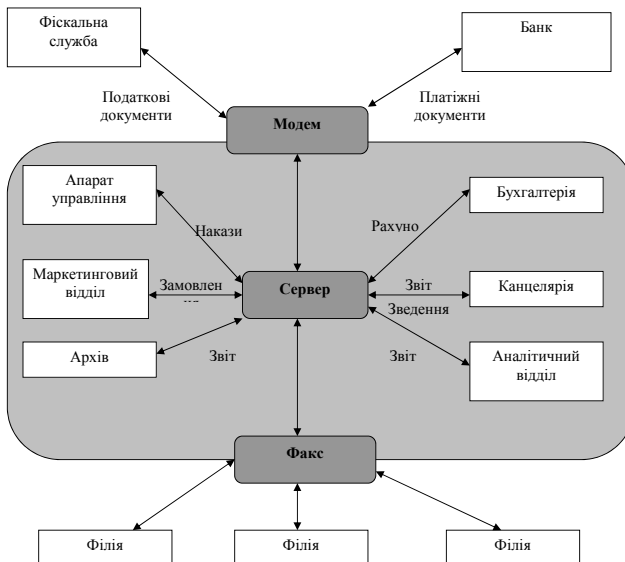 Фіскальна
служба
Банк
Податкові
документи
Платіжні
документи
Модем
Апарат
управління
Бухгалтерія
Накази
Рахуно
Маркетинговий
відділ
Замовлен
Сервер
Звіт
Канцелярія
Зведення
Архів
Звіт
Звіт
Аналітичний
відділ
Факс
Філія
Філія
Філія